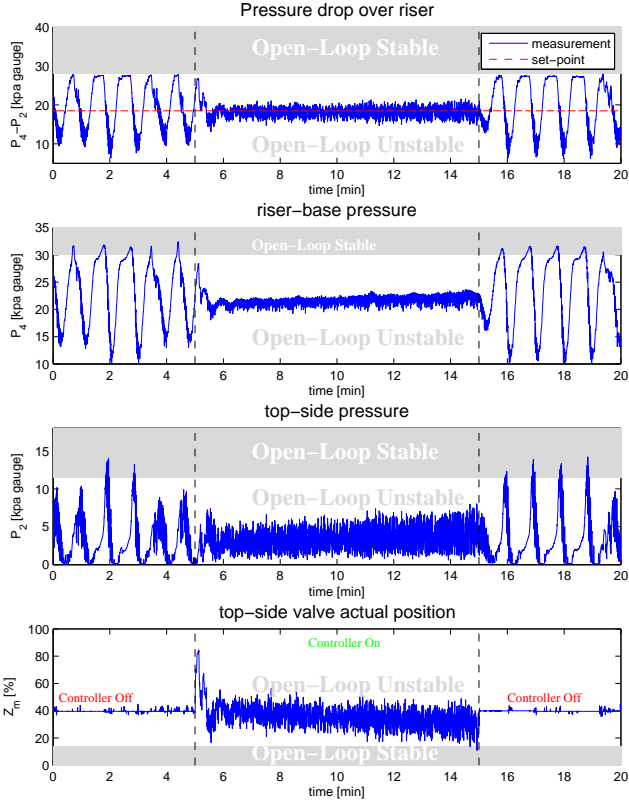 Pressure drop over riser
40
30
20
10
P4−P2 [kpa gauge]
Open−Loop Stable
measurement
set−point
Open−Loop Unstable
0 2 4 6 8 10 12 14 16 18 20
time [min]
riser−base pressure
35
30
25
20
15
10
P4 [kpa gauge]
Open−Loop Stable
Open−Loop Unstable
0 2 4 6 8 10 12 14 16 18 20
time [min]
top−side pressure
15
10
5
0
P2 [kpa gauge]
Open−Loop Stable
Open−Loop Unstable
0 2 4 6 8 10 12 14 16 18 20
time [min]
top−side valve actual position
100
80
60
40
20
0
Zm [%]
Controller On
Controller Off
Open−Loop Unstable
Controller Off
Open−Loop Stable
0 2 4 6 8 10 12 14 16 18 20
time [min]